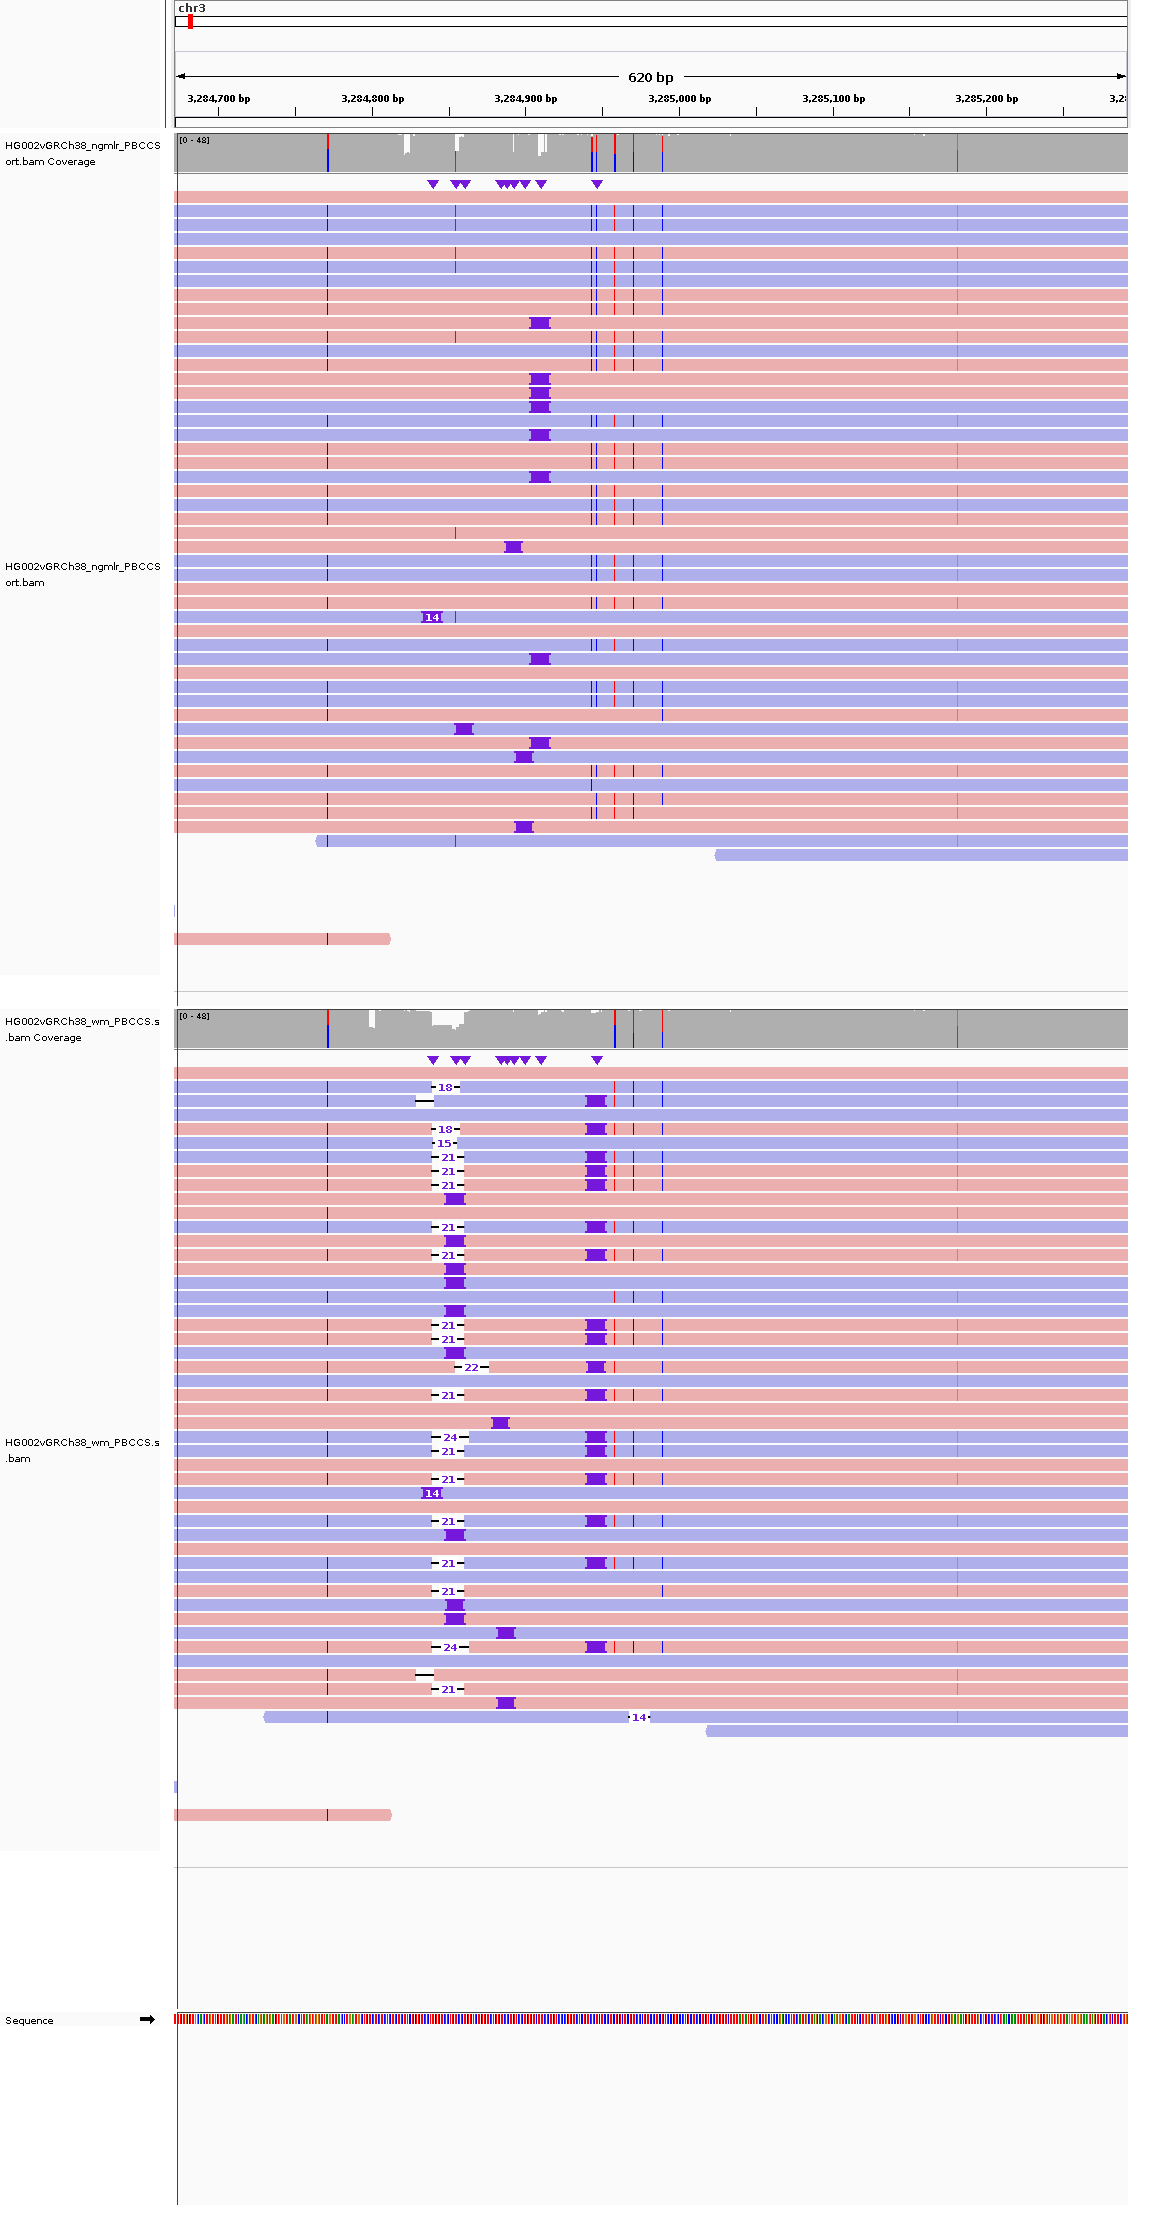 chr3
620 bp
3,284,700 bp 3,284,800 bp 3,284,900 bp 3,285,000 bp 3,285,100 bp 3,285,200 bp 3,28
HG002vGRCh38_ngmlr_PBCCS
ort.bam Coverage
[0 - 48]
HG002vGRCh38_ngmlr_PBCCS
ort.bam
14
HG002vGRCh38_wm_PBCCS.s
.bam Coverage
[0 - 48]
18
18
15
21
21
21
21
21
21
21
22
21
24
21
21
14
21
21
21
24
21
14
HG002vGRCh38_wm_PBCCS.s
.bam
Sequence